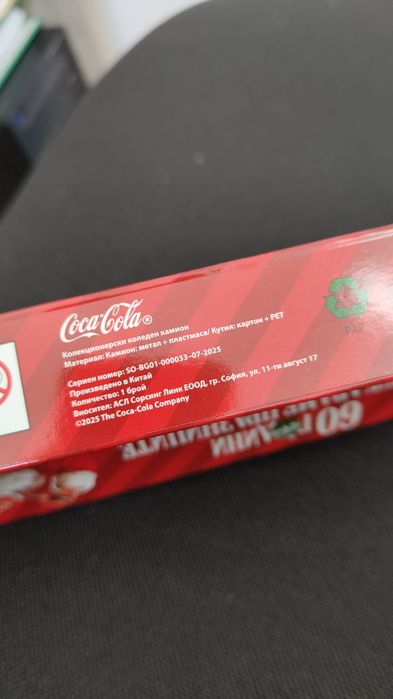 Coca-Cola®
Колекционерски коледен камион
Материал: Камион: метал + пластмаса/ Кутия: картон + PET
Сериен номер: SO-BG01-000033-07-2025
Произведено в Китай
Количество: 1 брой
Вносител: АСЛ Сорсинг Линк ЕООД, гр. София, ул. 11-ти август 17
©2025 The Coca-Cola Company
PAP
60 ГОДИНИ